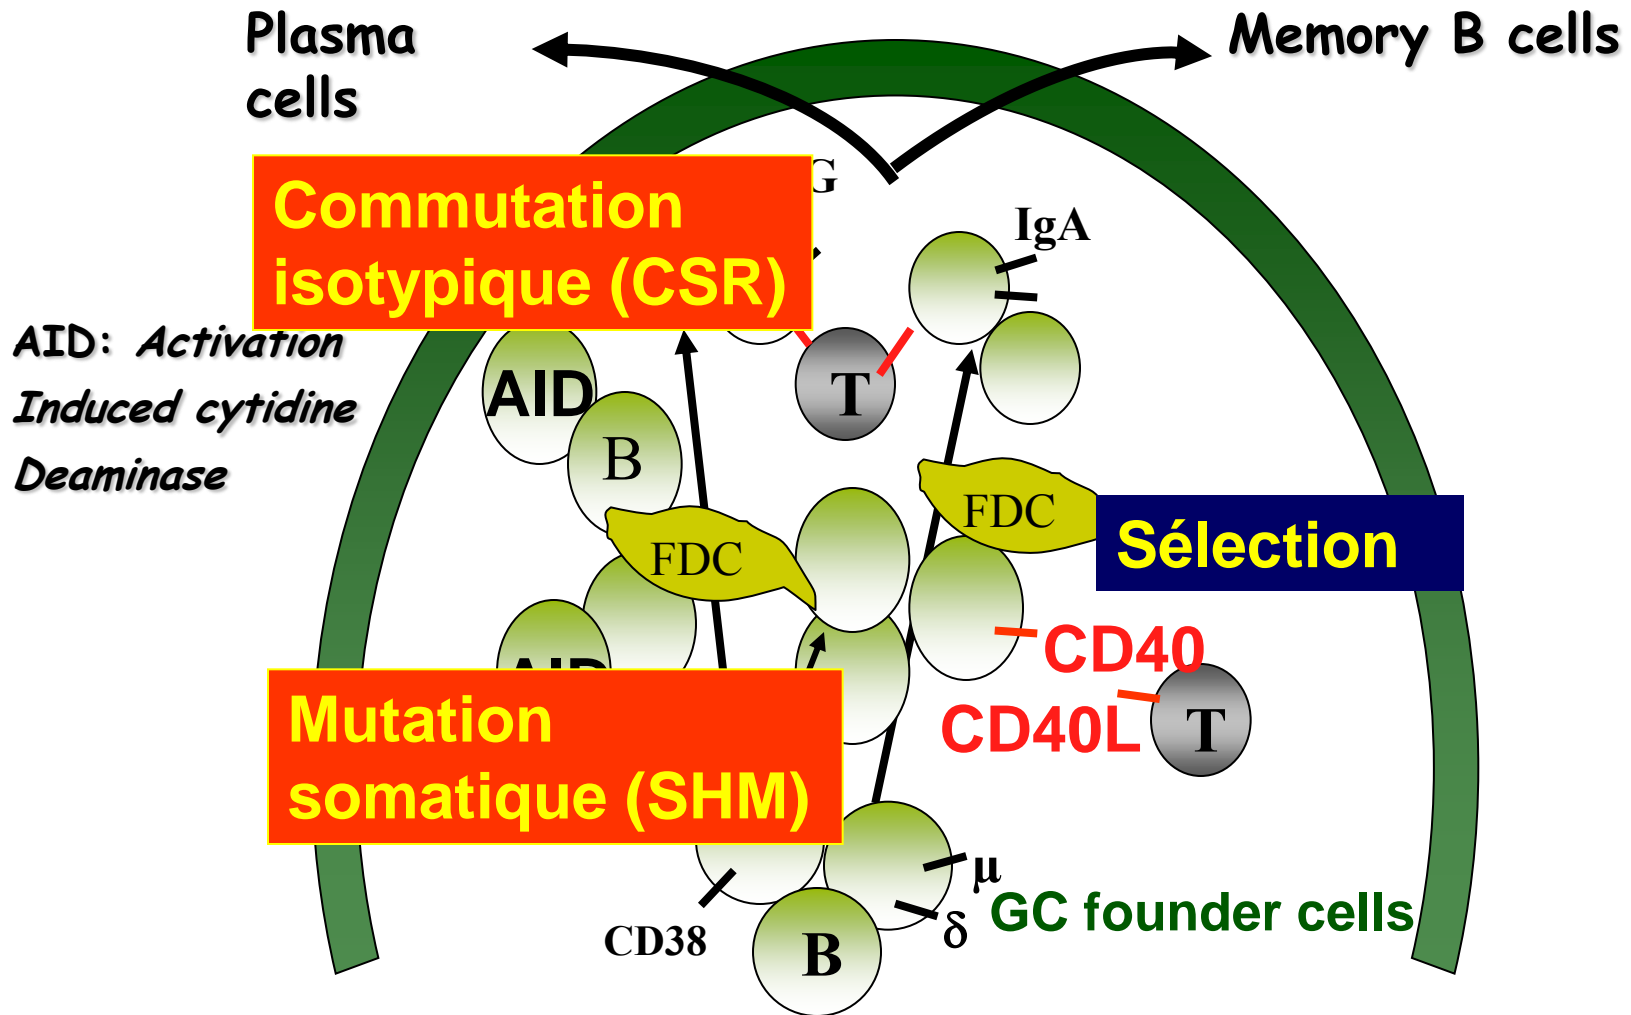 Plasma
cells
Memory B cells
Commutation
isotypique (CSR)
G
IgA
AID: Activation
Induced cytidine
Deaminase
AID
T
B
FDC
FDC
Sélection
CD40
CD40L
T
AID
Mutation
somatique (SHM)
μ
δ
GC founder cells
CD38
B